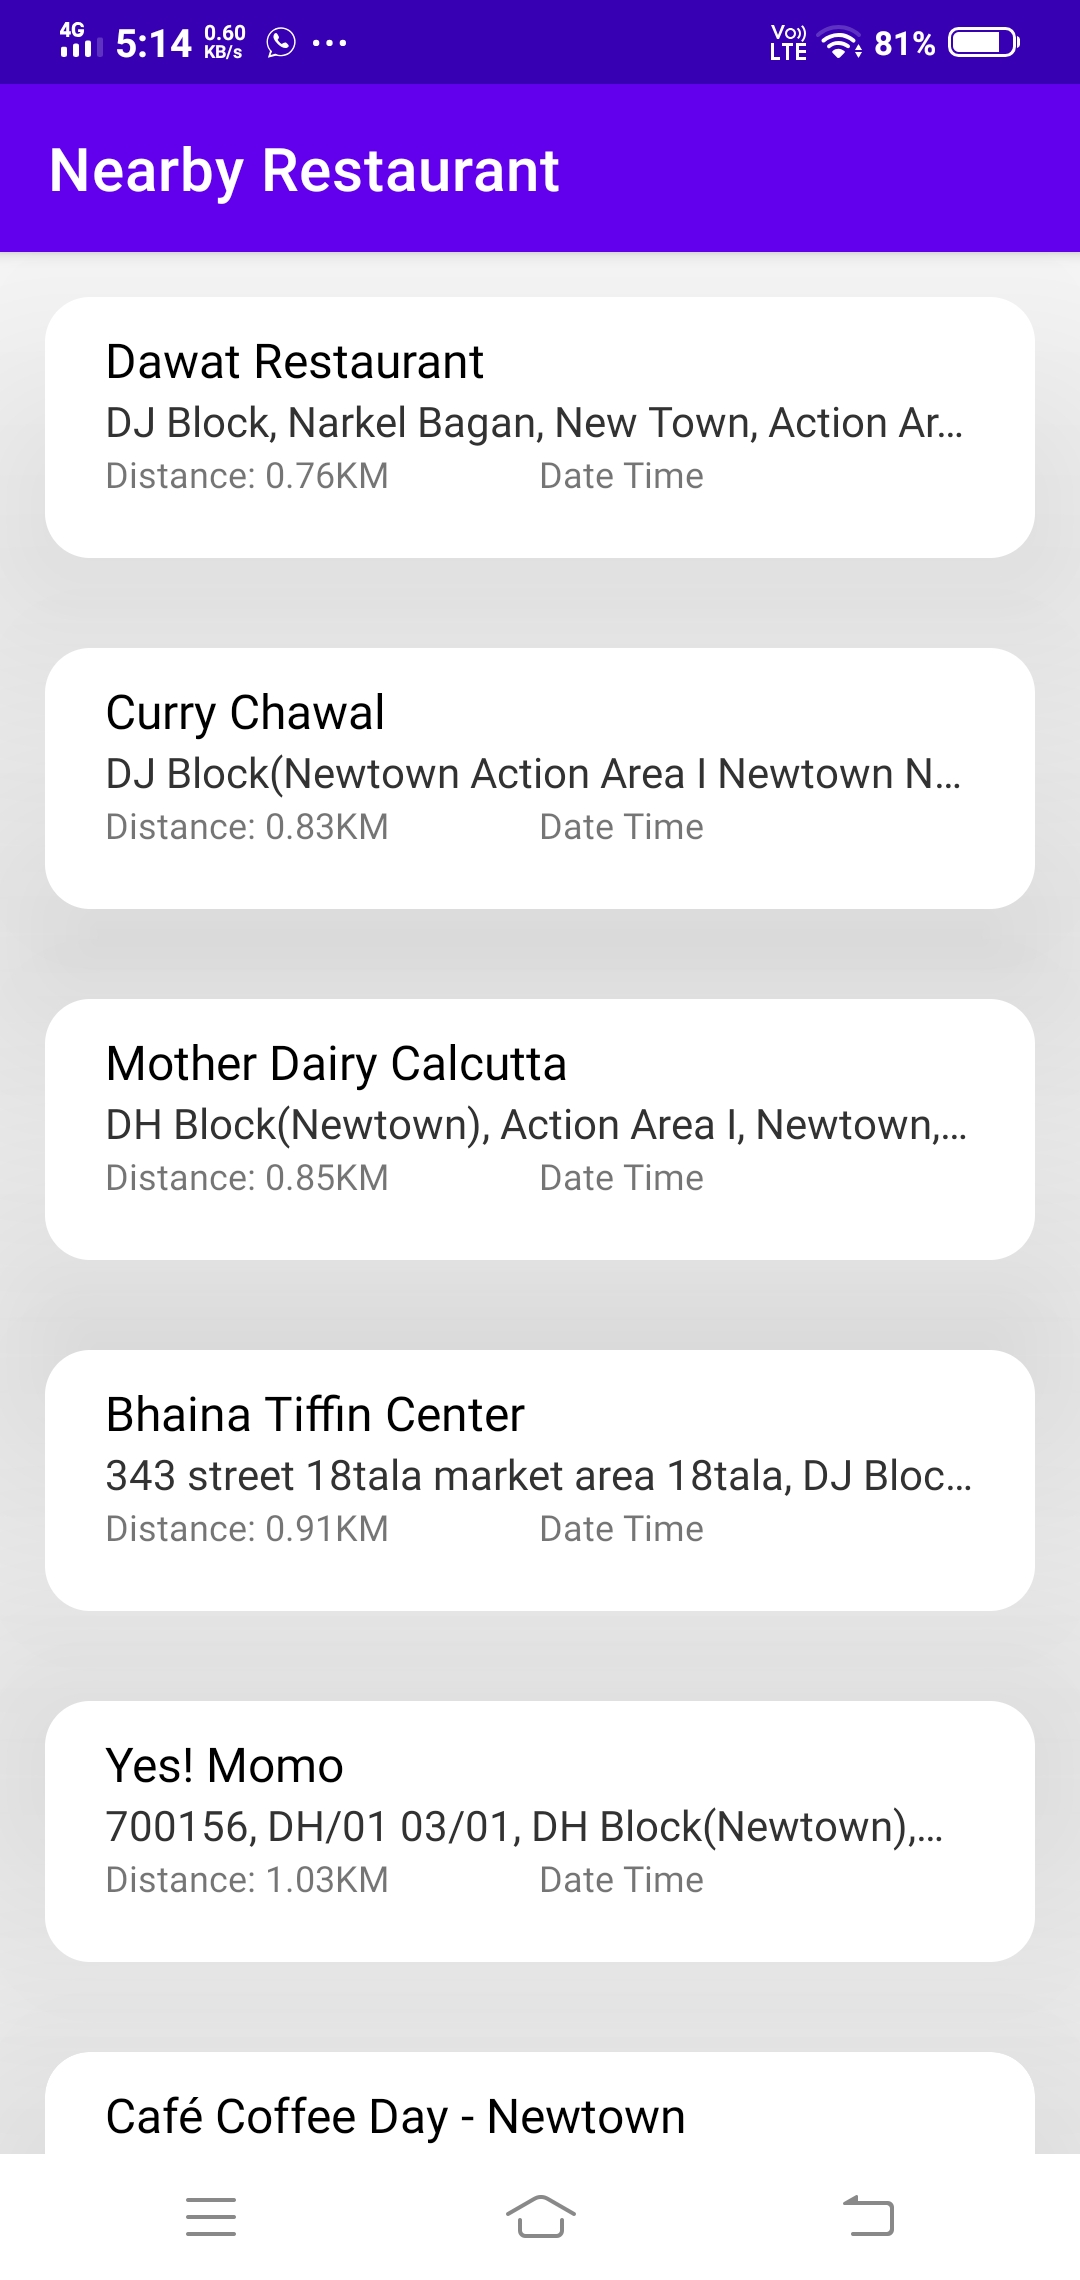 4G 5:14 0.60 KB/s Vo)) LTE 81%
Nearby Restaurant
Dawat Restaurant
DJ Block, Narkel Bagan, New Town, Action Ar...
Distance: 0.76KM Date Time
Curry Chawal
DJ Block(Newtown Action Area I Newtown N...
Distance: 0.83KM Date Time
Mother Dairy Calcutta
DH Block(Newtown), Action Area I, Newtown,...
Distance: 0.85KM Date Time
Bhaina Tiffin Center
343 street 18tala market area 18tala, DJ Bloc...
Distance: 0.91KM Date Time
Yes! Momo
700156, DH/01 03/01, DH Block(Newtown),...
Distance: 1.03KM Date Time
Café Coffee Day - Newtown